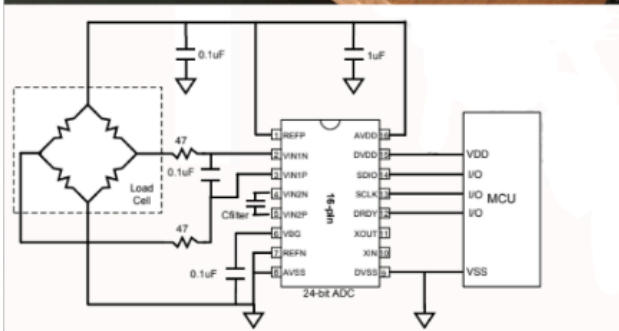 0.1uF
1uF
Load
Cell
47
0.1uF
47
Cfilter
0.1uF
1 REFP
2 VIN1N
3 VIN1P
4 VIN2N
5 VIN2P
6 VBG
7 REFN
8 AVSS
16-pin
AVDD 16
DVDD 15
SDIO 14
SCLK 13
DRDY 12
XOUT 11
XIN 10
DVSS 9
24-bit ADC
VDD
I/O
I/O
I/O
VSS
MCU